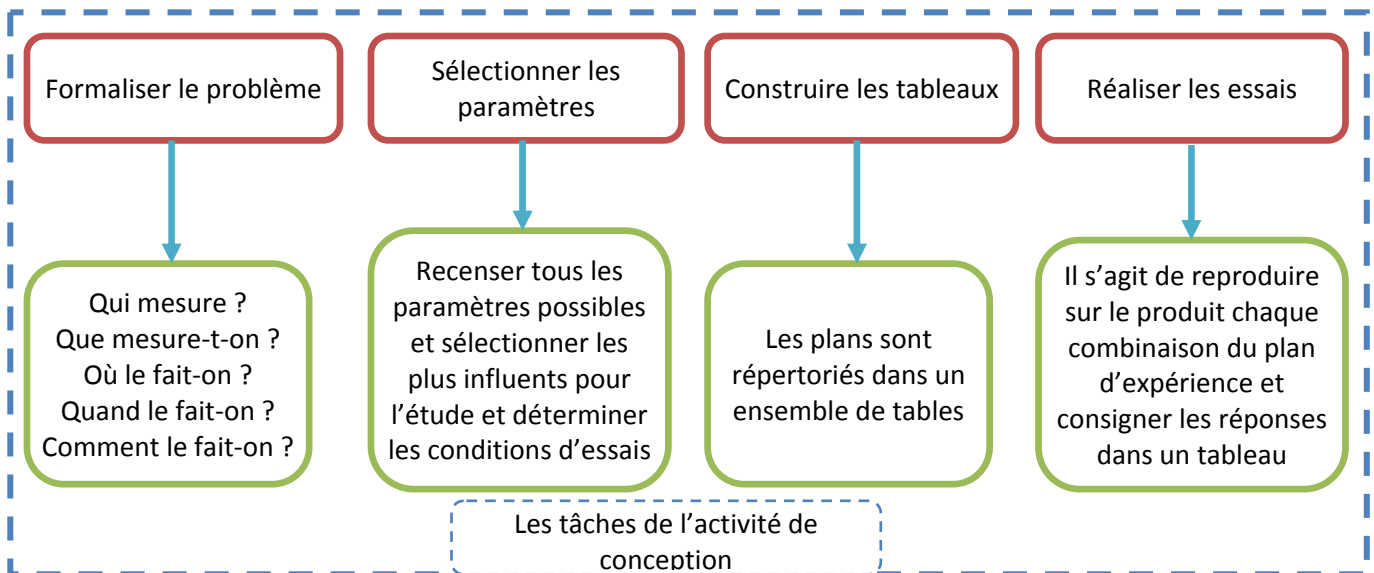 Formaliser le problème
Sélectionner les
paramètres
Construire les tableaux
Réaliser les essais
Qui mesure ?
Que mesure-t-on ?
Où le fait-on ?
Quand le fait-on ?
Comment le fait-on ?
Recenser tous les
paramètres possibles
et sélectionner les
plus influents pour
l’étude et déterminer
les conditions d’essais
Les plans sont
répertoriés dans un
ensemble de tables
Il s’agit de reproduire
sur le produit chaque
combinaison du plan
d’expérience et
consigner les réponses
dans un tableau
Les tâches de l’activité de
conception